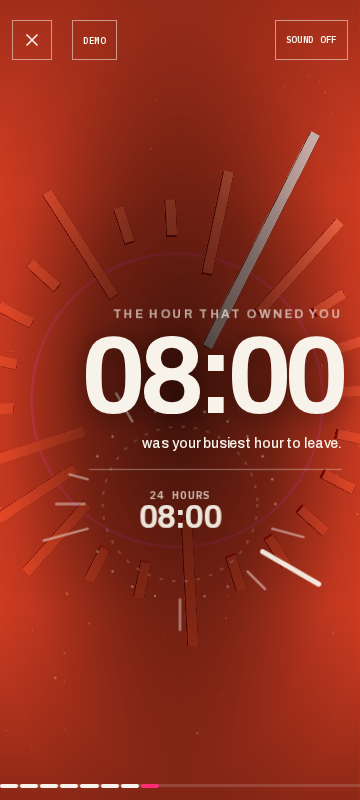 DEMO
SOUND OFF
THE HOUR THAT OWNED YOU
08:00
was your busiest hour to leave.
24 HOURS
08:00